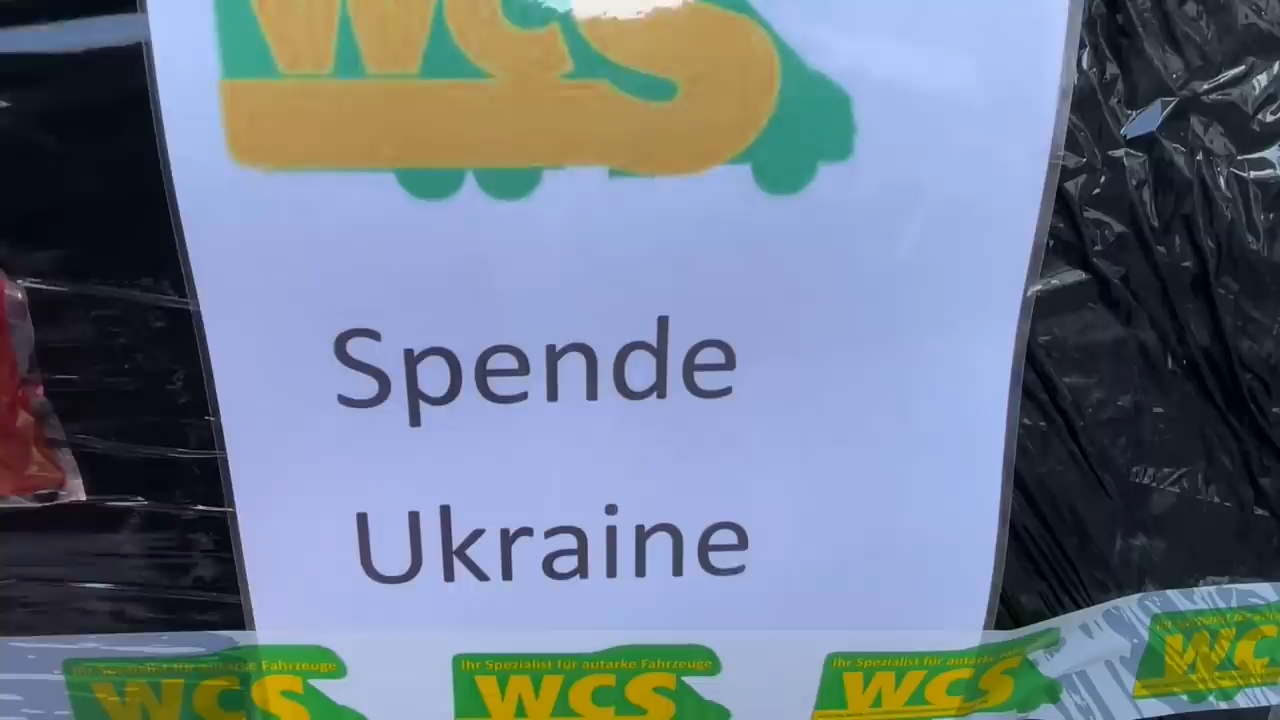 WCS
Spende
Ukraine
Ihr Spezialist für autarke Fahrzeuge
WCS
Ihr Spezialist für autarke Fahrzeuge
WCS
Ihr Spezialist für autarke
WCS
WC